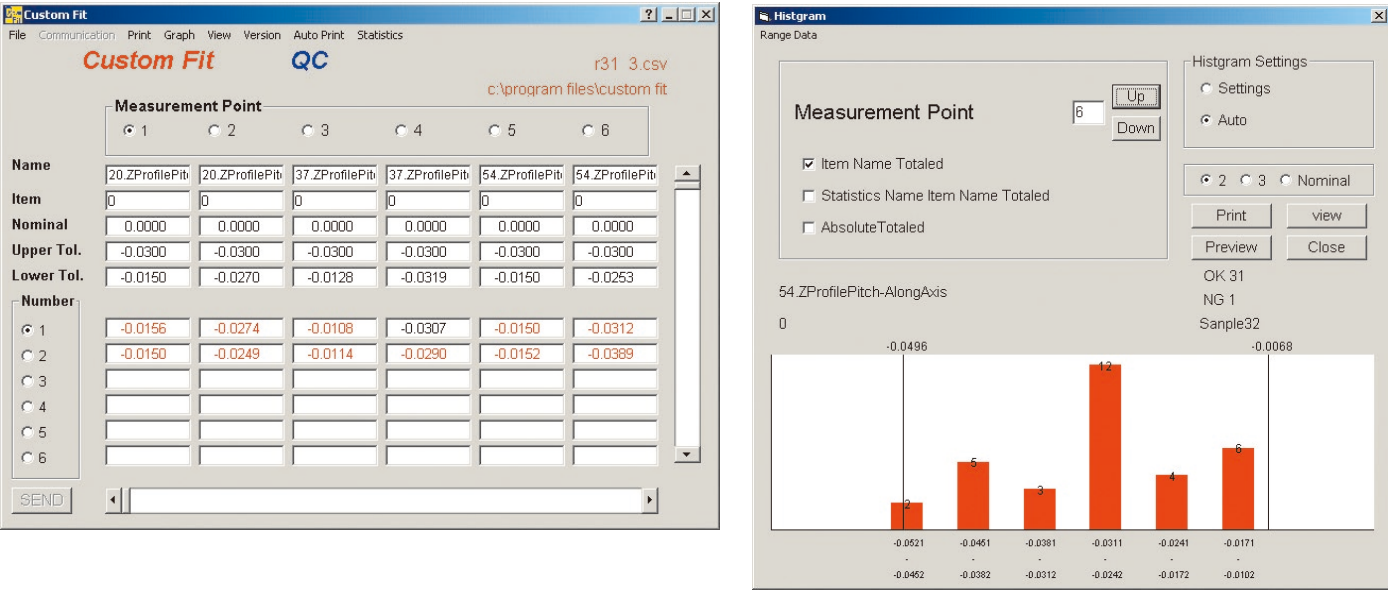 Custom Fit
File Communication Print Graph View Version Auto Print Statistics
Custom Fit QC r31 3.csv
c:\program files\custom fit
Measurement Point
1 2 3 4 5 6
Name 20.ZProfilePit 20.ZProfilePit 37.ZProfilePit 37.ZProfilePit 54.ZProfilePit 54.ZProfilePit
Item 0 0 0 0 0 0
Nominal 0.0000 0.0000 0.0000 0.0000 0.0000 0.0000
Upper Tol. -0.0300 -0.0300 -0.0300 -0.0300 -0.0300 -0.0300
Lower Tol. -0.0150 -0.0270 -0.0128 -0.0319 -0.0150 -0.0253
Number
1 -0.0156 -0.0274 -0.0108 -0.0307 -0.0150 -0.0312
2 -0.0150 -0.0249 -0.0114 -0.0290 -0.0152 -0.0389
3
4
5
6
SEND
Histgram
Range Data
Measurement Point 6 Up
Down
Item Name Totaled
Statistics Name Item Name Totaled
AbsoluteTotaled
Histgram Settings
Settings
Auto
2 3 Nominal
Print view
Preview Close
OK 31
NG 1
Sanple32
54.ZProfilePitch-AlongAxis
0
-0.0496 -0.0068
2 5 3 12 4 6
-0.0521 -0.0451 -0.0381 -0.0311 -0.0241 -0.0171
- - - - - -
-0.0452 -0.0382 -0.0312 -0.0242 -0.0172 -0.0102